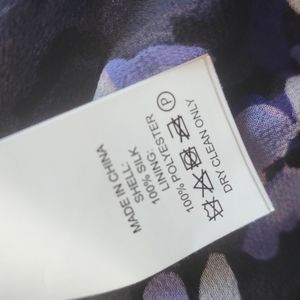 MADE IN CHINA
SHELL:
100% SILK
LINING:
100% POLYESTER
P
DRY CLEAN ONLY